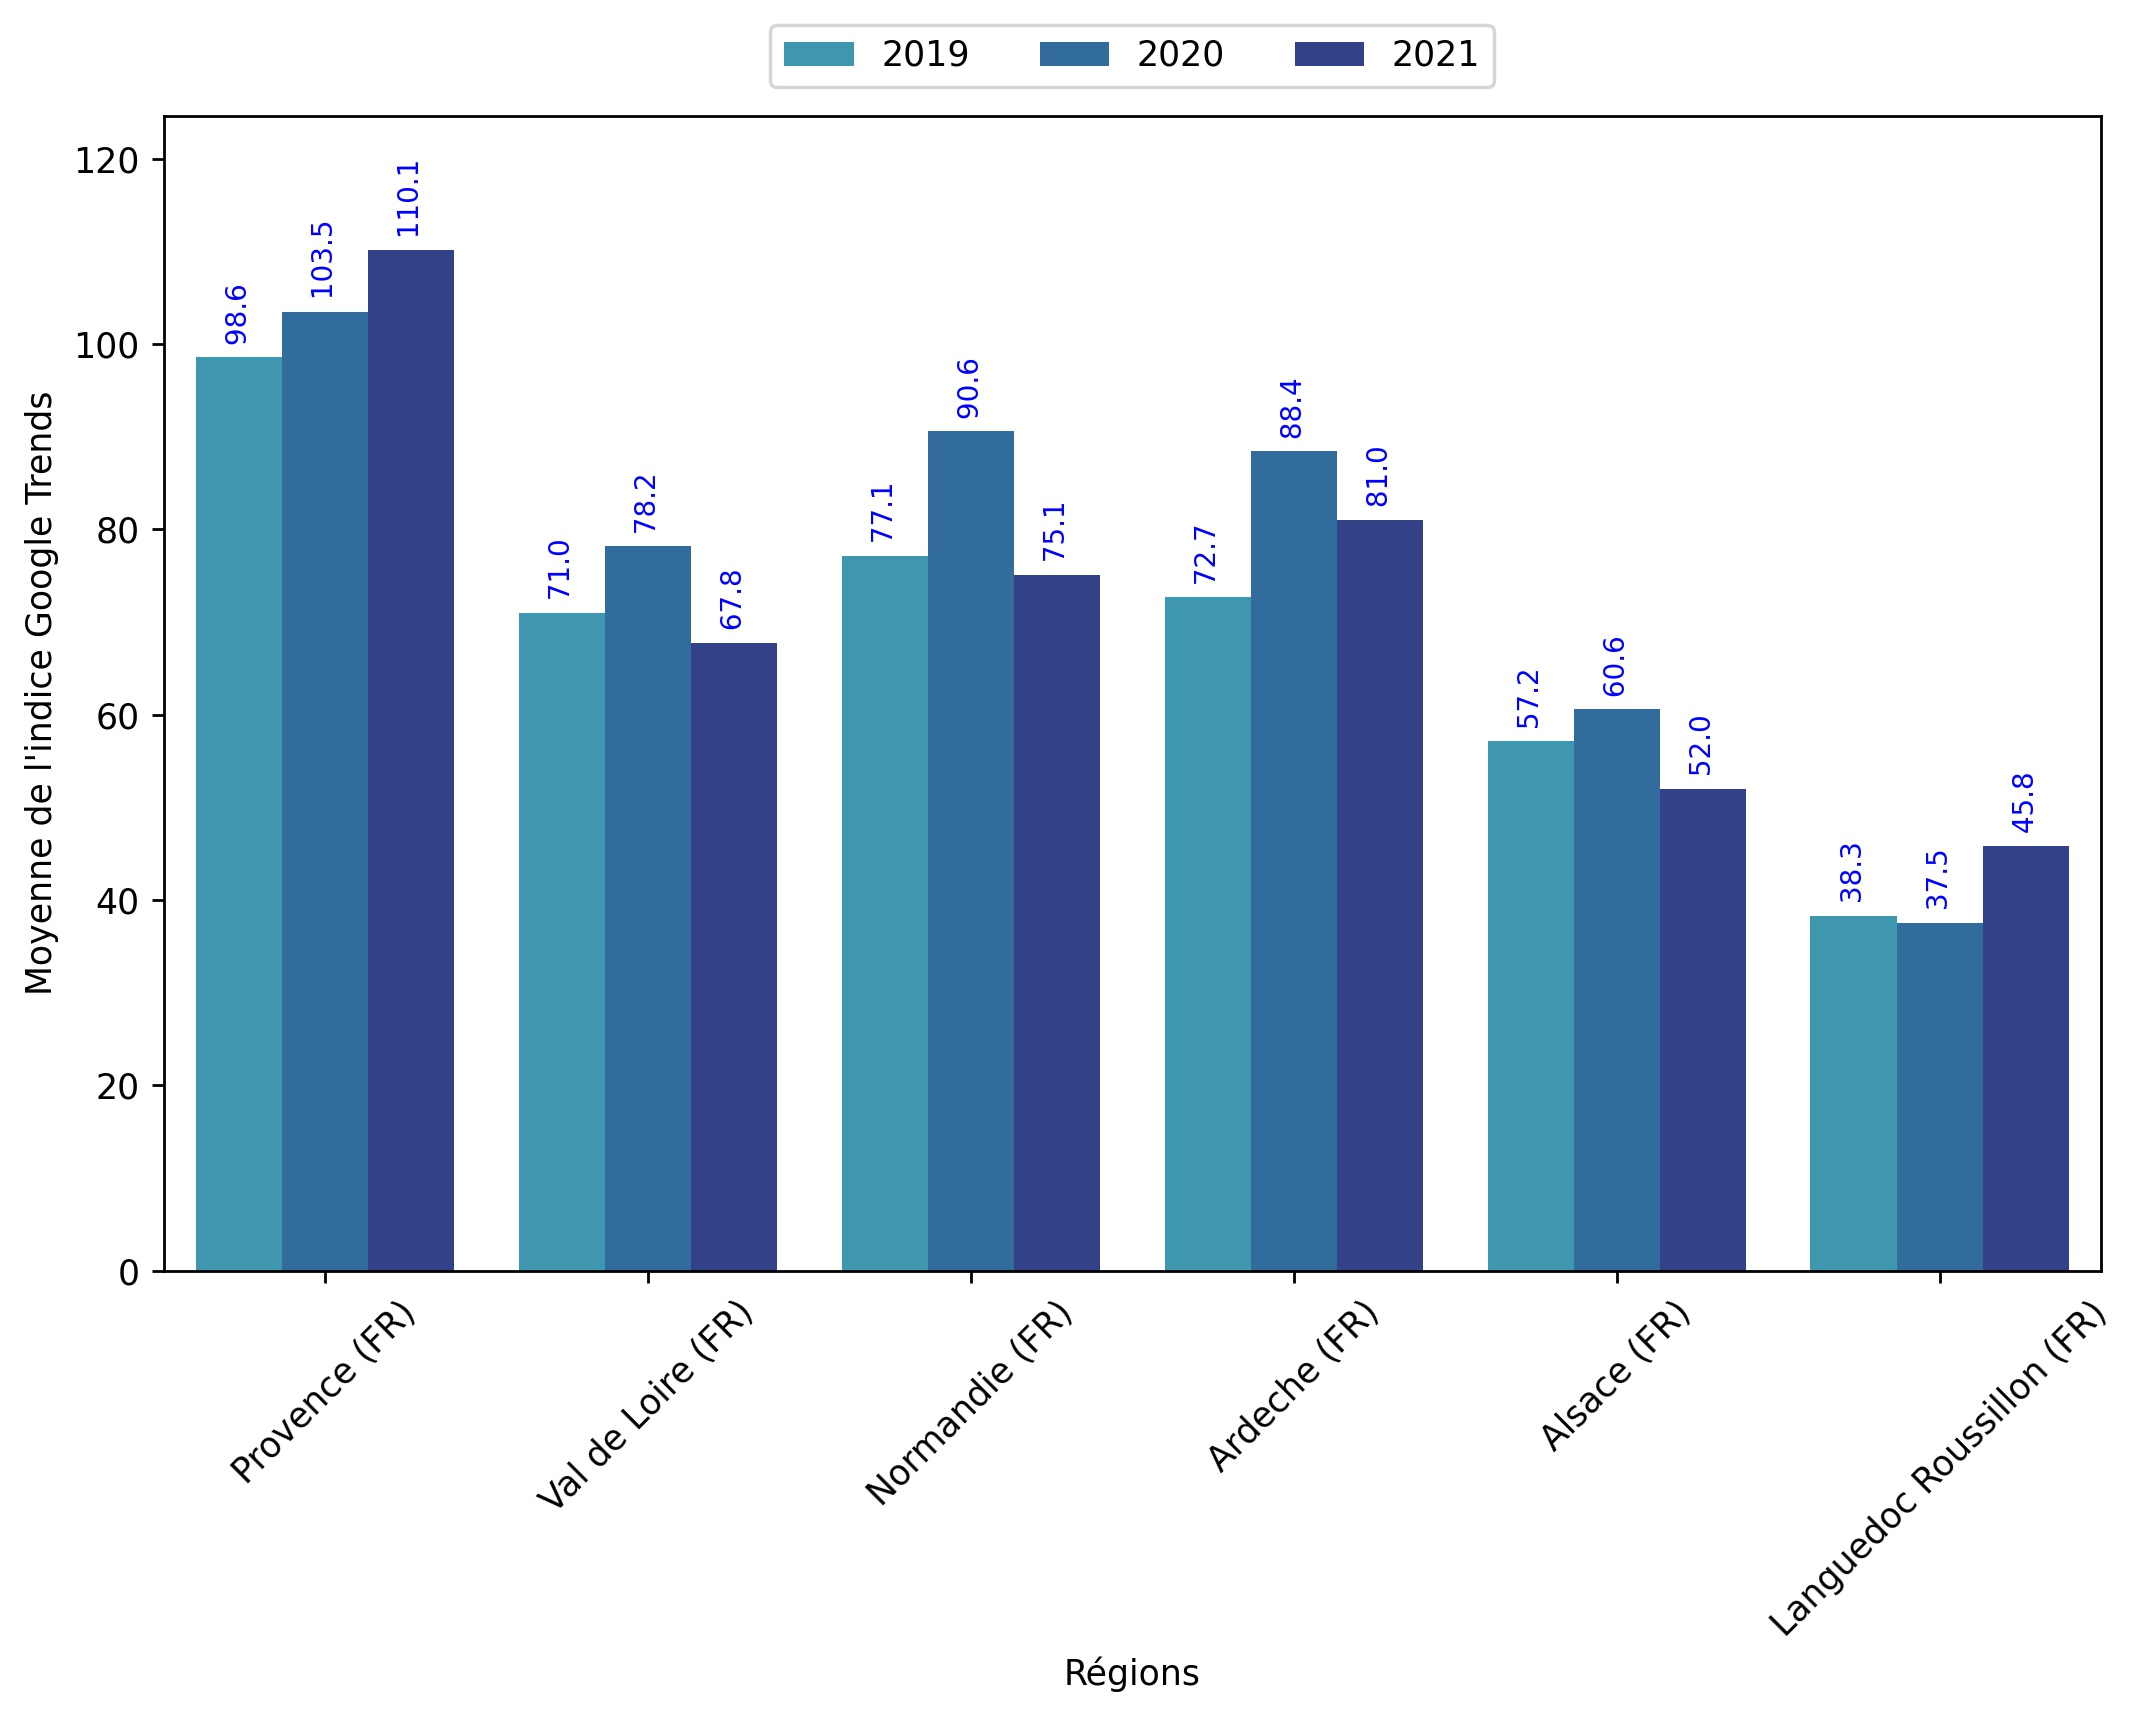 2019 2020 2021
Moyenne de l'indice Google Trends
120
100
80
60
40
20
0
98.6 103.5 110.1
71.0 78.2 67.8
77.1 90.6 75.1
72.7 88.4 81.0
57.2 60.6 52.0
38.3 37.5 45.8
Provence (FR)
Val de Loire (FR)
Normandie (FR)
Ardeche (FR)
Alsace (FR)
Languedoc Roussillon (FR)
Régions